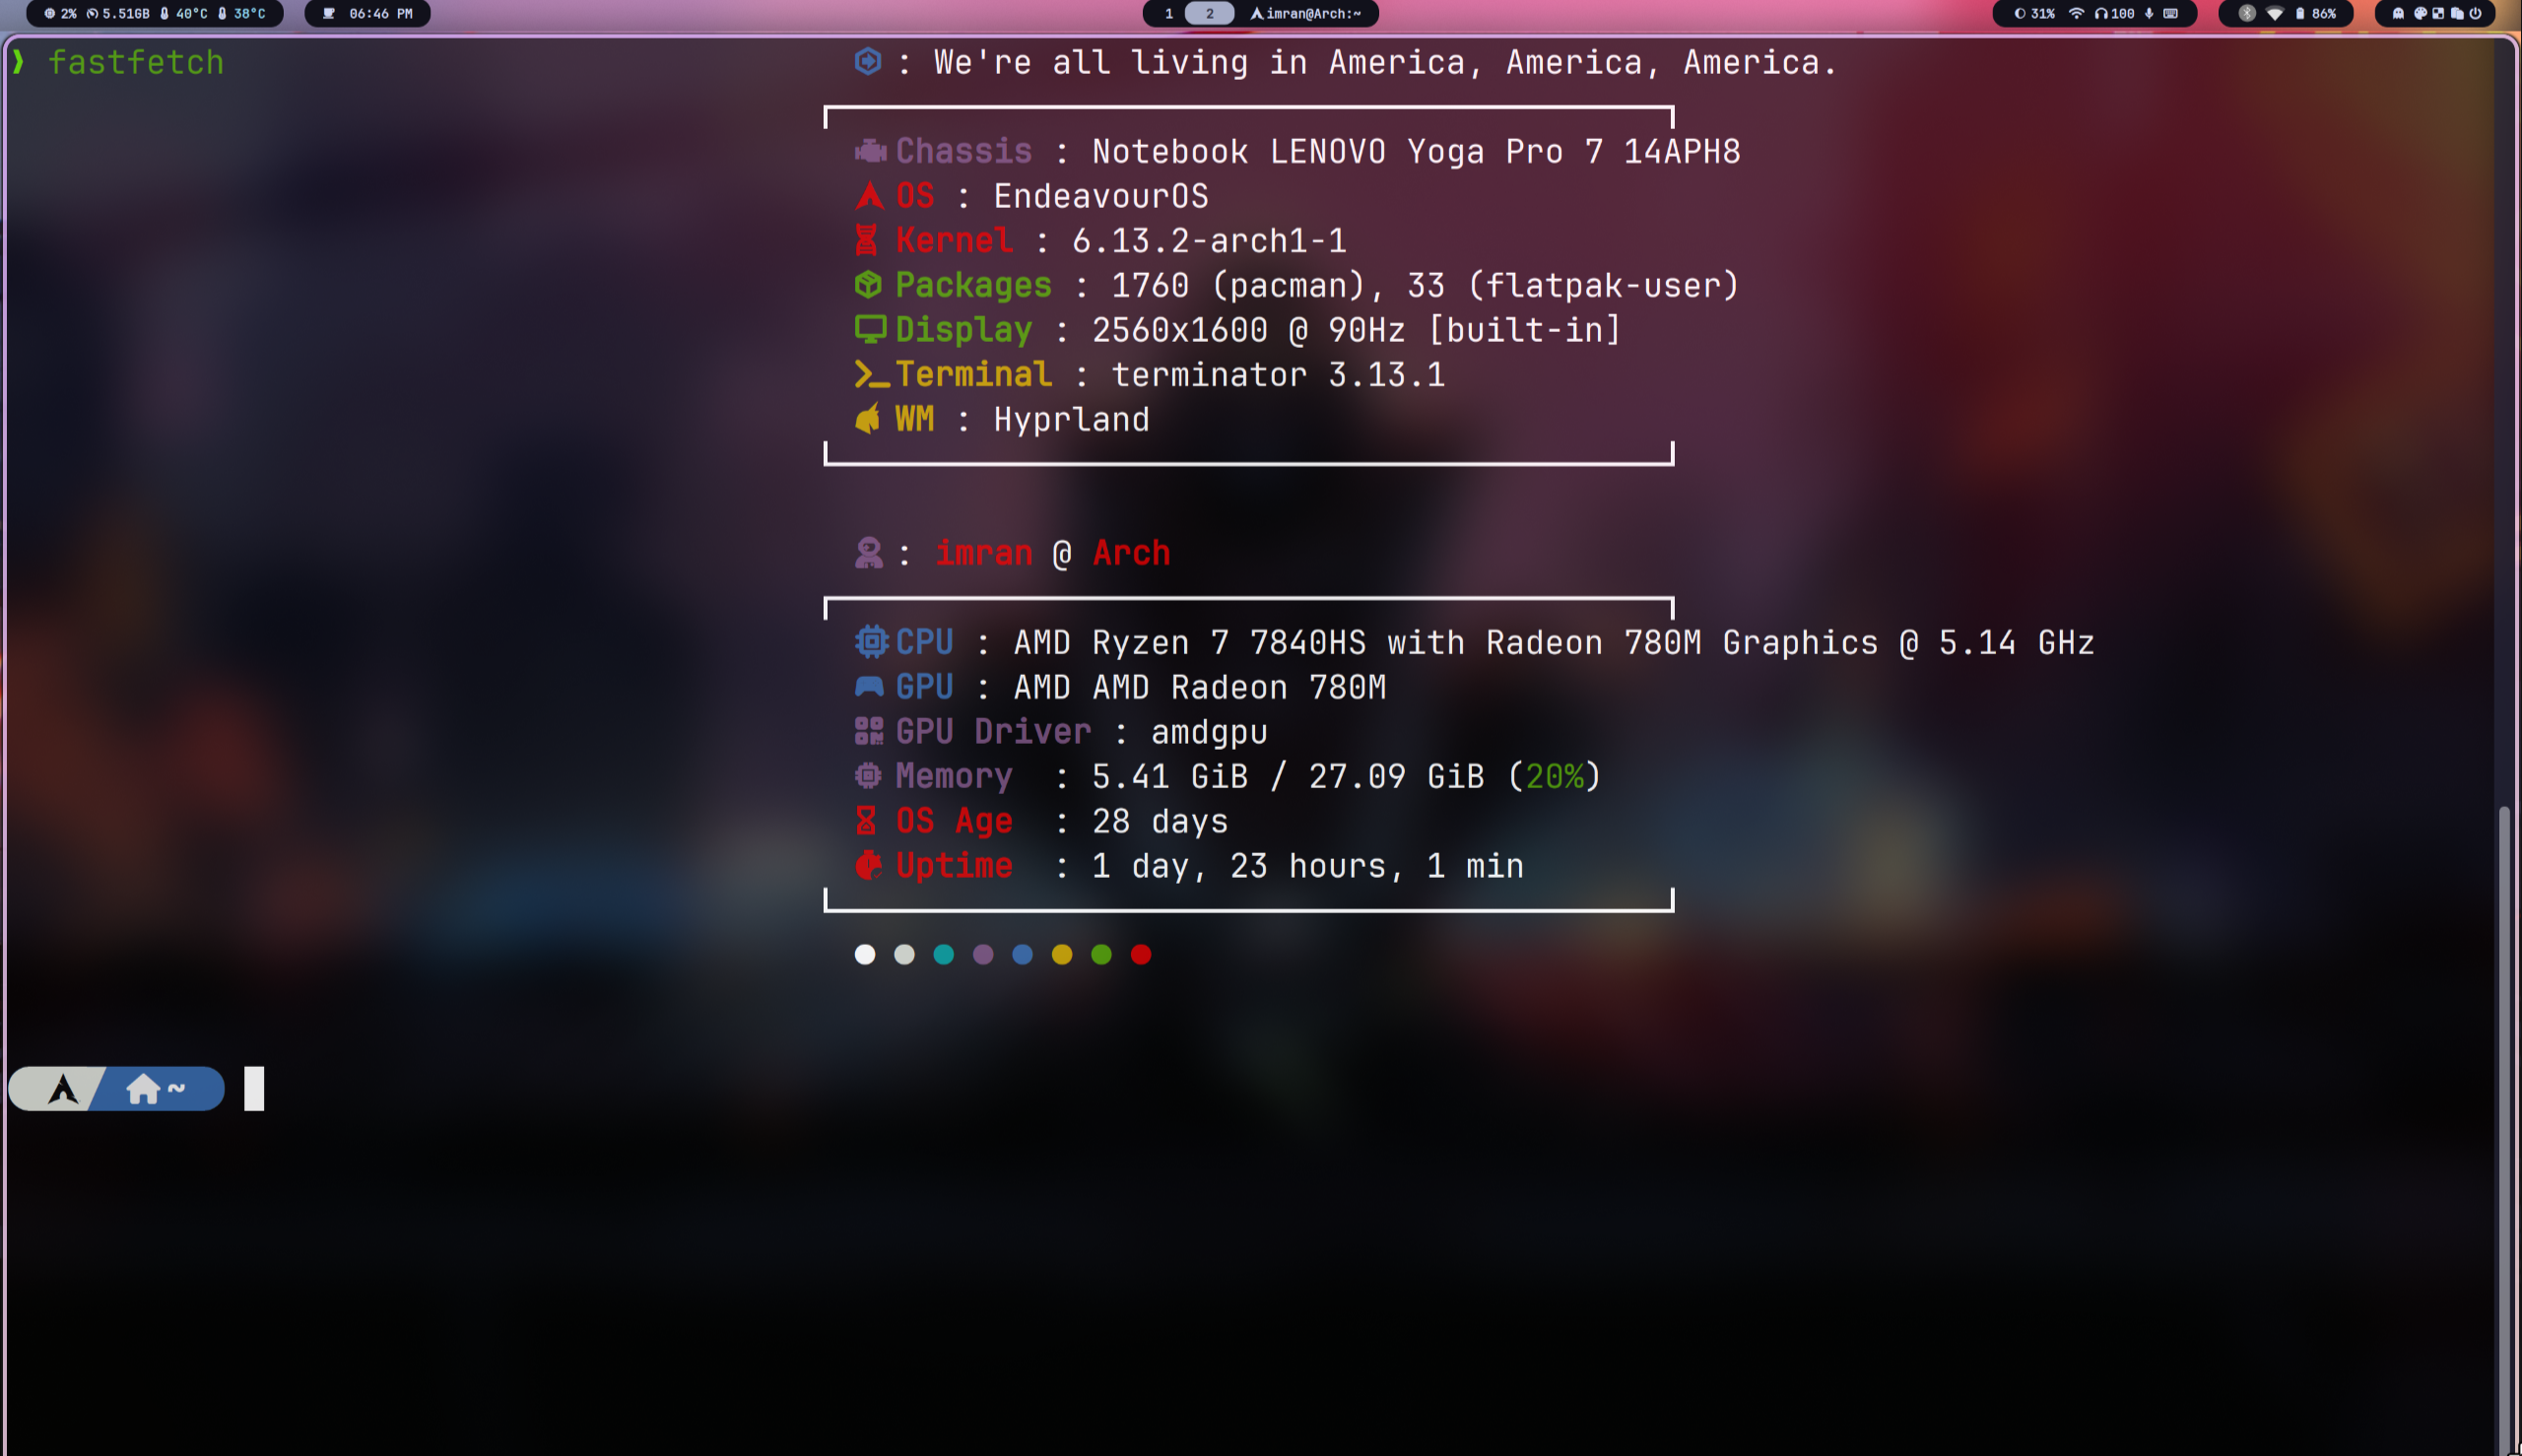 2% 5.51GB 40°C 38°C 06:46 PM 1 2 imran@Arch:~ 31% 100 86%
fastfetch
: We're all living in America, America, America.
Chassis : Notebook LENOVO Yoga Pro 7 14APH8
OS : EndeavourOS
Kernel : 6.13.2-arch1-1
Packages : 1760 (pacman), 33 (flatpak-user)
Display : 2560x1600 @ 90Hz [built-in]
Terminal : terminator 3.13.1
WM : Hyprland
: imran @ Arch
CPU : AMD Ryzen 7 7840HS with Radeon 780M Graphics @ 5.14 GHz
GPU : AMD AMD Radeon 780M
GPU Driver : amdgpu
Memory : 5.41 GiB / 27.09 GiB (20%)
OS Age : 28 days
Uptime : 1 day, 23 hours, 1 min
~